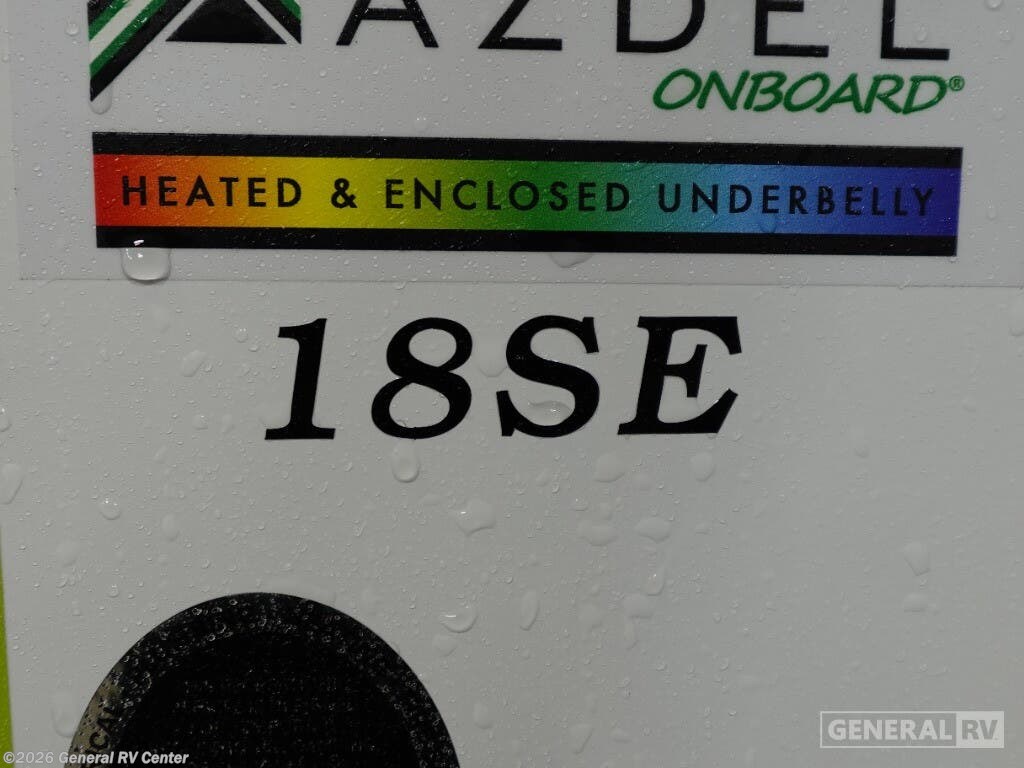 AZDEL
ONBOARD®
HEATED & ENCLOSED UNDERBELLY
18SE
GENERAL RV
©2026 General RV Center